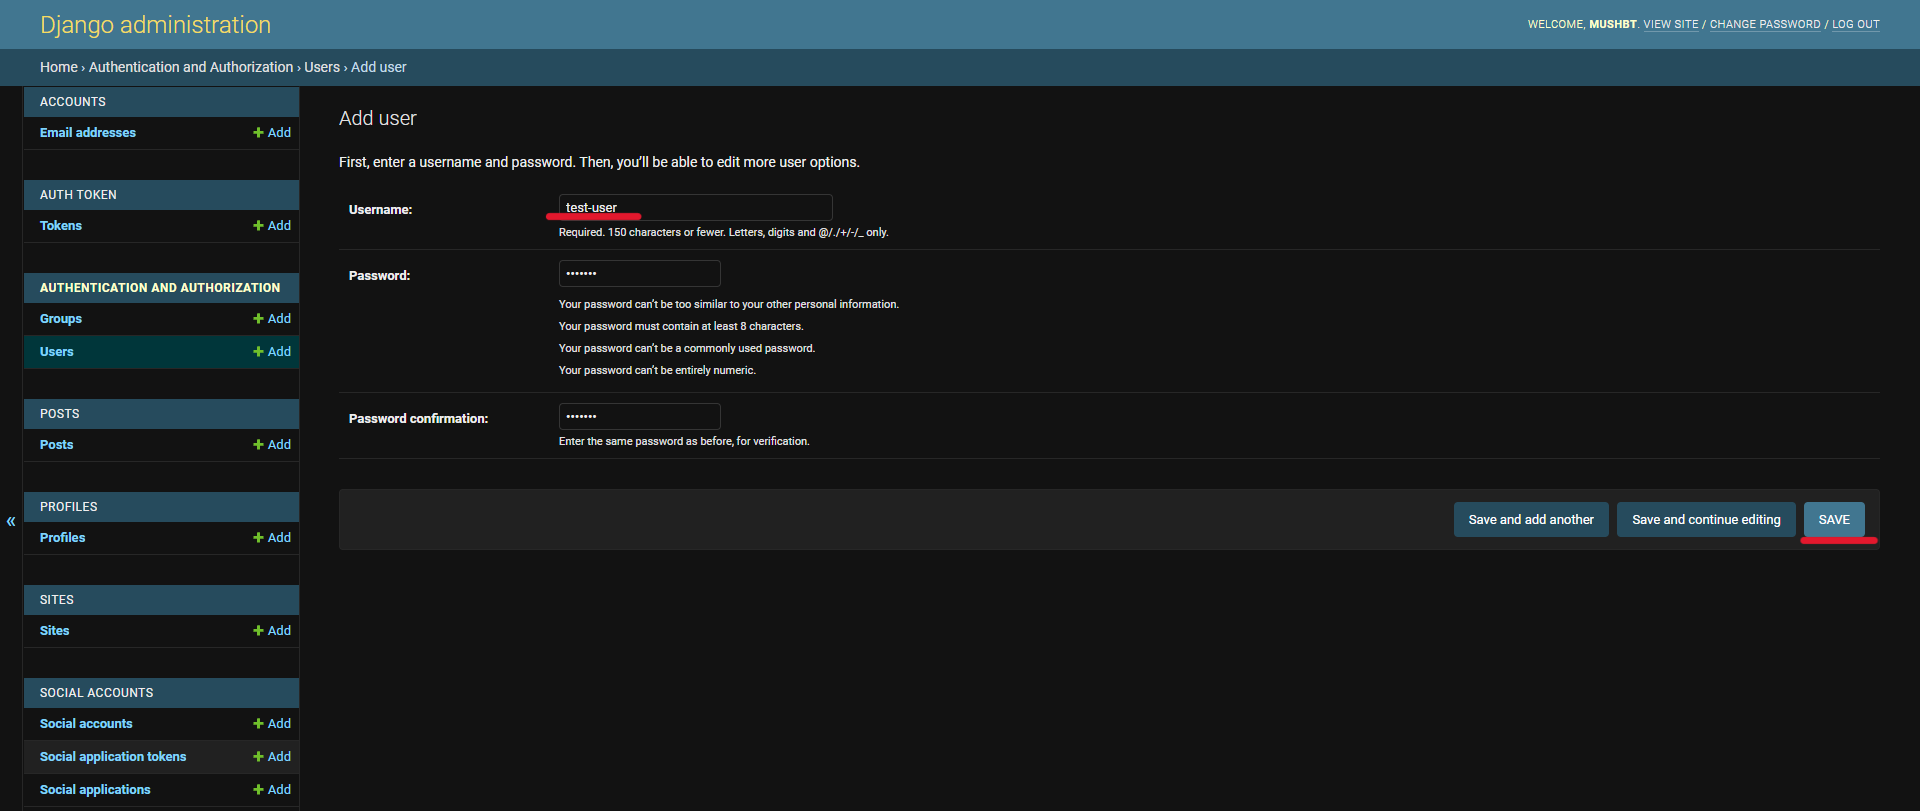 Django administration
WELCOME, MUSHBT. VIEW SITE / CHANGE PASSWORD / LOG OUT
Home › Authentication and Authorization › Users › Add user
ACCOUNTS
Email addresses + Add
AUTH TOKEN
Tokens + Add
AUTHENTICATION AND AUTHORIZATION
Groups + Add
Users + Add
POSTS
Posts + Add
PROFILES
Profiles + Add
SITES
Sites + Add
SOCIAL ACCOUNTS
Social accounts + Add
Social application tokens + Add
Social applications + Add
«
Add user
First, enter a username and password. Then, you’ll be able to edit more user options.
Username: test-user
Required. 150 characters or fewer. Letters, digits and @/./+/-/_ only.
Password: •••••••
Your password can’t be too similar to your other personal information.
Your password must contain at least 8 characters.
Your password can’t be a commonly used password.
Your password can’t be entirely numeric.
Password confirmation: •••••••
Enter the same password as before, for verification.
Save and add another Save and continue editing SAVE